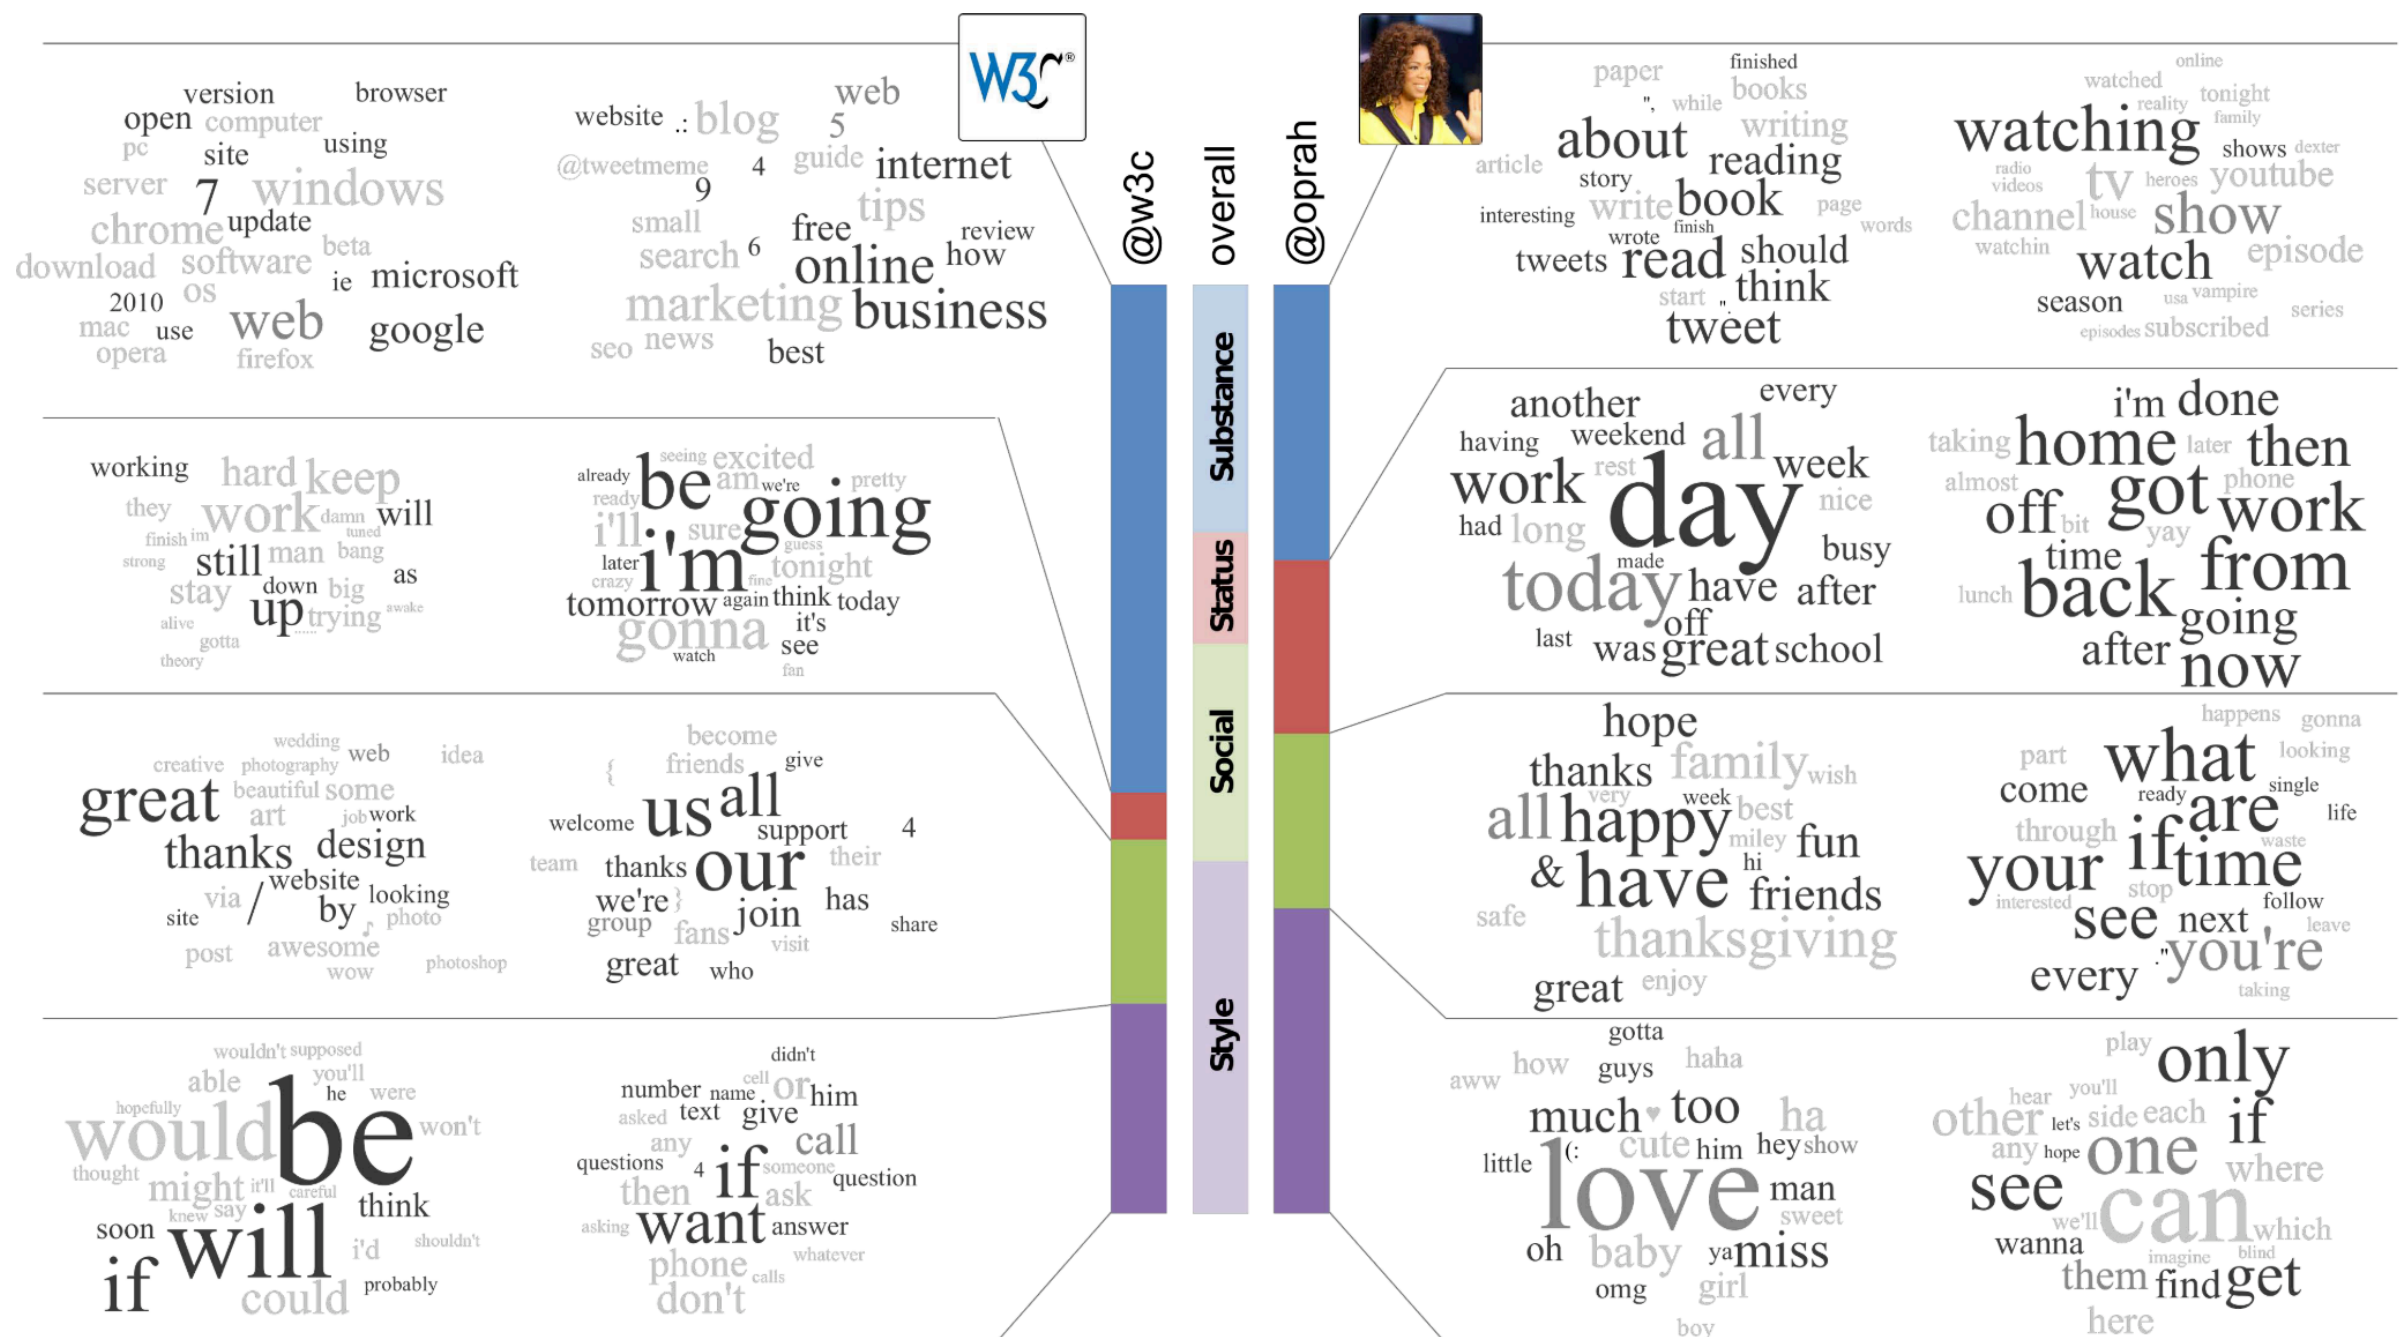 W3C®
@w3c
overall
@oprah
Substance
Status
Social
Style
version browser
open computer
pc site using
server 7 windows
chrome update
download software beta
os ie microsoft
2010
mac use web google
opera firefox
website .: blog web
5
@tweetmeme 4 guide internet
9
small tips
search 6 free review
online how
marketing business
seo news best
paper finished
", while books
about writing
article reading
story
interesting write book page
wrote finish words
tweets read should
start ". think
tweet
online
watched tonight
reality family
watching shows dexter
radio
videos tv heroes youtube
channel house show
watchin watch episode
season usa vampire
episodes subscribed series
working hard keep
they work damn will
finish im tuned
strong still man bang
stay down big as
up ...... trying awake
alive gotta
theory
seeing excited
already be am we're pretty
ready going
i'll sure guess
later i'm tonight
crazy fine
tomorrow again think today
gonna it's
watch see
fan
another every
having weekend all
work rest day week
had long nice
made busy
today have after
off
last was great school
i'm done
taking home later then
almost got phone
off bit yay work
time from
lunch back going
after now
wedding web idea
creative photography
great beautiful some
art job work
thanks design
website
via / by looking
site ♪ photo
post awesome
wow photoshop
become
{ friends give
us all
welcome support 4
team thanks our their
we're } has
group fans join share
visit
great who
hope
thanks family wish
very week
all happy best
miley fun
& have hi friends
safe thanksgiving
great enjoy
happens gonna
part what looking
come ready are single
life
through if waste
your time
interested stop follow
see next leave
." you're
every taking
wouldn't supposed
able you'll
he were
hopefully
would be won't
thought might it'll careful
knew say think
soon will i'd shouldn't
if could probably
didn't
number name cell or him
asked text give
any call
questions 4 if someone question
then ask
asking want answer
phone calls whatever
don't
gotta
aww how guys haha
much ♥ too ha
(: cute him hey show
little love man
sweet
oh baby ya miss
omg girl
boy
play only
hear you'll
other let's side each if
any hope one where
see can
we'll which
wanna imagine blind
them find get
here